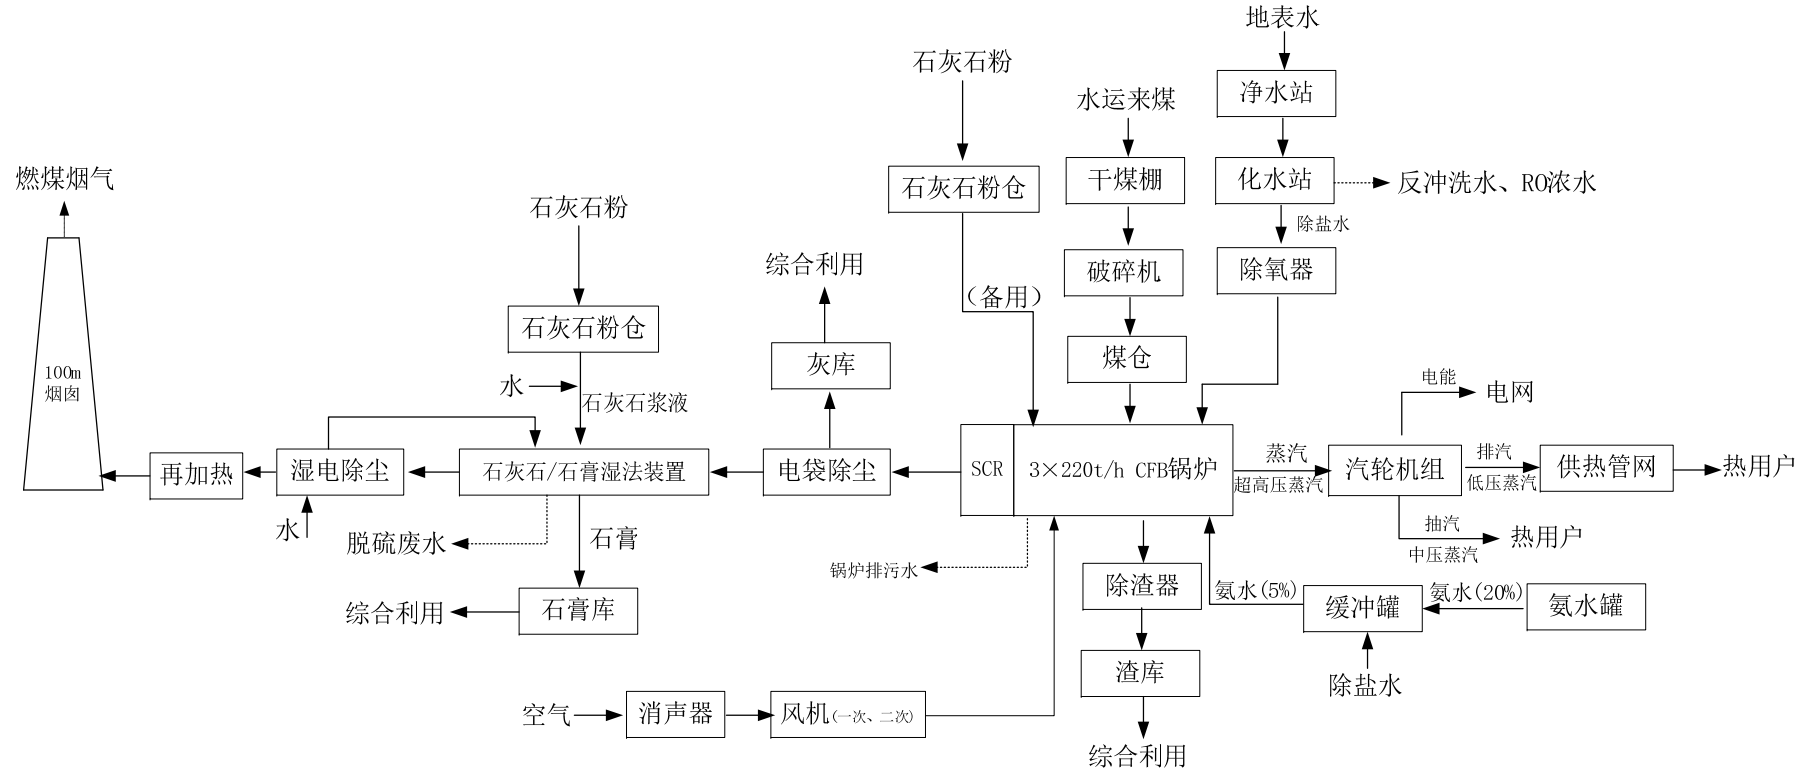 地表水
石灰石粉
水运来煤
净水站
燃煤烟气
石灰石粉仓
干煤棚
化水站
反冲洗水、RO浓水
石灰石粉
除盐水
综合利用
破碎机
除氧器
(备用)
石灰石粉仓
灰库
煤仓
100m
烟囱
水
石灰石浆液
电能
电网
再加热
湿电除尘
石灰石/石膏湿法装置
电袋除尘
SCR
3×220t/h CFB锅炉
蒸汽
超高压蒸汽
汽轮机组
排汽
低压蒸汽
供热管网
热用户
水
脱硫废水
石膏
锅炉排污水
抽汽
中压蒸汽
热用户
综合利用
石膏库
除渣器
氨水(5%)
缓冲罐
氨水(20%)
氨水罐
渣库
除盐水
空气
消声器
风机(一次、二次)
综合利用